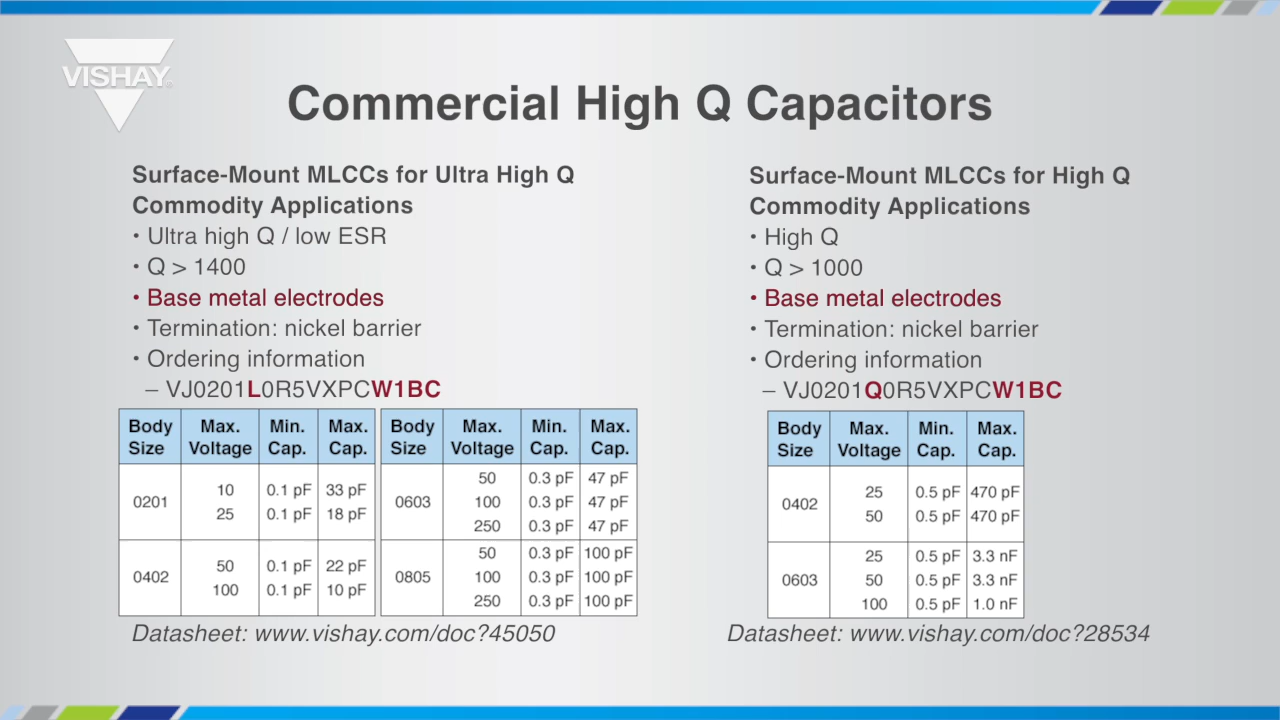 VISHAY
Commercial High Q Capacitors
Surface-Mount MLCCs for Ultra High Q
Commodity Applications
• Ultra high Q / low ESR
• Q > 1400
• Base metal electrodes
• Termination: nickel barrier
• Ordering information
– VJ0201L0R5VXPCW1BC
Body Size Max. Voltage Min. Cap. Max. Cap.
0201
10 0.1 pF 33 pF
25 0.1 pF 18 pF
0402
50 0.1 pF 22 pF
100 0.1 pF 10 pF
Body Size Max. Voltage Min. Cap. Max. Cap.
0603
50 0.3 pF 47 pF
100 0.3 pF 47 pF
250 0.3 pF 47 pF
0805
50 0.3 pF 100 pF
100 0.3 pF 100 pF
250 0.3 pF 100 pF
Datasheet: www.vishay.com/doc?45050
Surface-Mount MLCCs for High Q
Commodity Applications
• High Q
• Q > 1000
• Base metal electrodes
• Termination: nickel barrier
• Ordering information
– VJ0201Q0R5VXPCW1BC
Body Size Max. Voltage Min. Cap. Max. Cap.
0402
25 0.5 pF 470 pF
50 0.5 pF 470 pF
0603
25 0.5 pF 3.3 nF
50 0.5 pF 3.3 nF
100 0.5 pF 1.0 nF
Datasheet: www.vishay.com/doc?28534